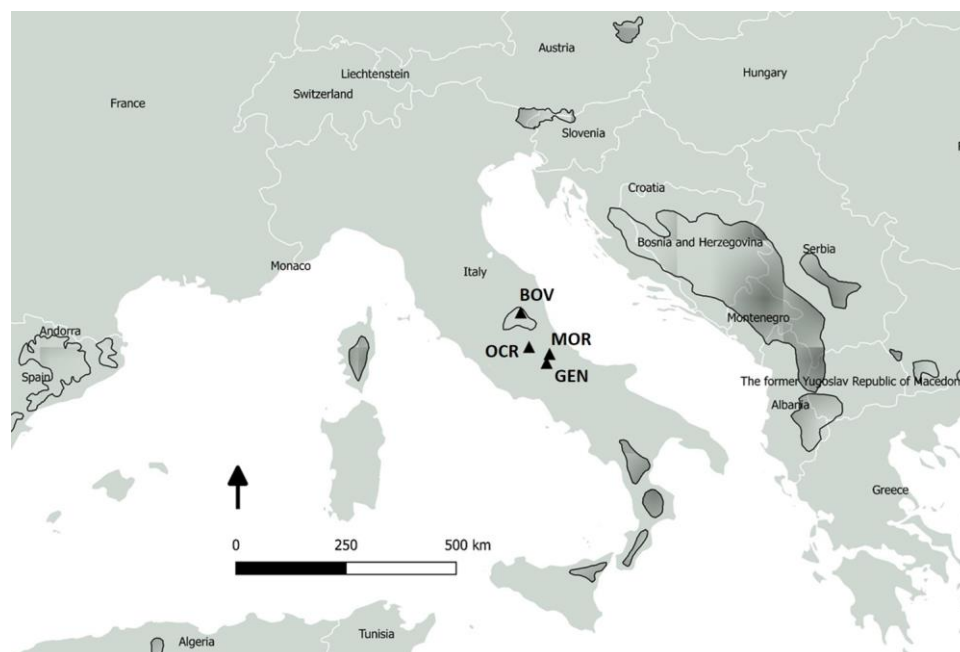 Austria
Liechtenstein
Hungary
Switzerland
France
Slovenia
Croatia
Bosnia and Herzegovina
Serbia
Monaco
Italy
BOV
Montenegro
Andorra
MOR
OCR
GEN
Spain
The former Yugoslav Republic of Macedon
Albania
Greece
0 250 500 km
Tunisia
Algeria